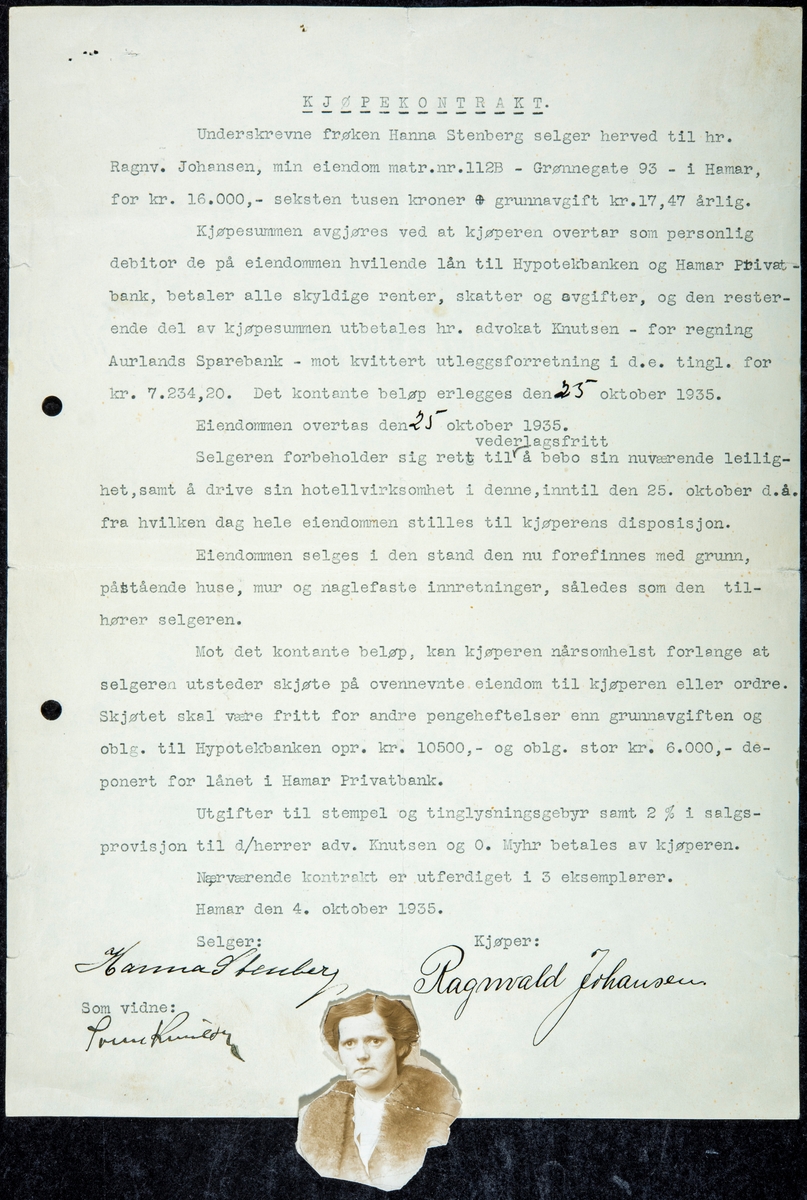 KJØPEKONTRAKT.
Underskrevne frøken Hanna Stenberg selger herved til hr.
Ragnv. Johansen, min eiendom matr.nr.112B - Grønnegate 93 - i Hamar,
for kr. 16.000,- seksten tusen kroner + grunnavgift kr.17,47 årlig.
Kjøpesummen avgjøres ved at kjøperen overtar som personlig
debitor de på eiendommen hvilende lån til Hypotekbanken og Hamar Privat-
bank, betaler alle skyldige renter, skatter og avgifter, og den rester-
ende del av kjøpesummen utbetales hr. advokat Knutsen - for regning
Aurlands Sparebank - mot kvittert utleggsforretning i d.e. tingl. for
kr. 7.234,20. Det kontante beløp erlegges den 25 oktober 1935.
Eiendommen overtas den 25 oktober 1935.
vederlagsfritt
Selgeren forbeholder sig rett til å bebo sin nuværende leilig-
het,samt å drive sin hotellvirksomhet i denne,inntil den 25. oktober d.å.
fra hvilken dag hele eiendommen stilles til kjøperens disposisjon.
Eiendommen selges i den stand den nu forefinnes med grunn,
påstående huse, mur og naglefaste innretninger, således som den til-
hører selgeren.
Mot det kontante beløp, kan kjøperen nårsomhelst forlange at
selgeren utsteder skjøte på ovennevnte eiendom til kjøperen eller ordre.
Skjøtet skal være fritt for andre pengeheftelser enn grunnavgiften og
oblg. til Hypotekbanken opr. kr. 10500,- og oblg. stor kr. 6.000,- de-
ponert for lånet i Hamar Privatbank.
Utgifter til stempel og tinglysningsgebyr samt 2 % i salgs-
provisjon til d/herrer adv. Knutsen og O. Myhr betales av kjøperen.
Nærværende kontrakt er utferdiget i 3 eksemplarer.
Hamar den 4. oktober 1935.
Selger: Kjøper:
Hanna Stenberg Ragnvald Johansen
Som vidne: